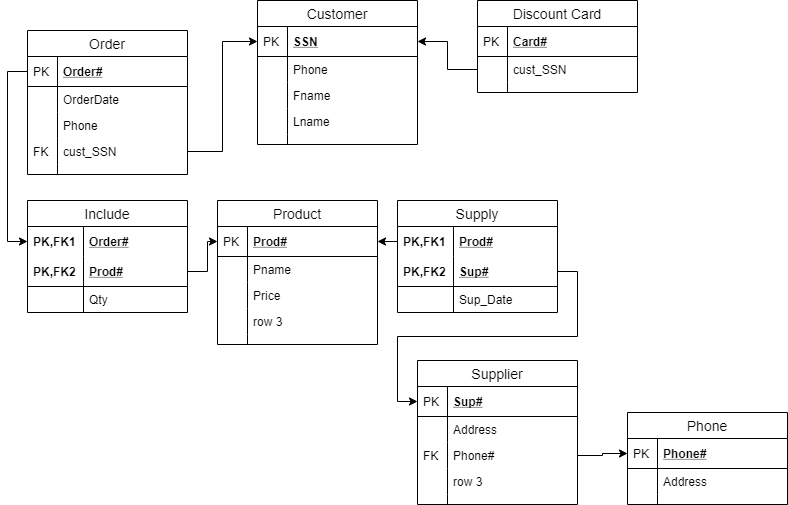 Order
PK Order#
OrderDate
Phone
FK cust_SSN
Customer
PK SSN
Phone
Fname
Lname
Discount Card
PK Card#
cust_SSN
Include
PK,FK1 Order#
PK,FK2 Prod#
Qty
Product
PK Prod#
Pname
Price
row 3
Supply
PK,FK1 Prod#
PK,FK2 Sup#
Sup_Date
Supplier
PK Sup#
Address
FK Phone#
row 3
Phone
PK Phone#
Address